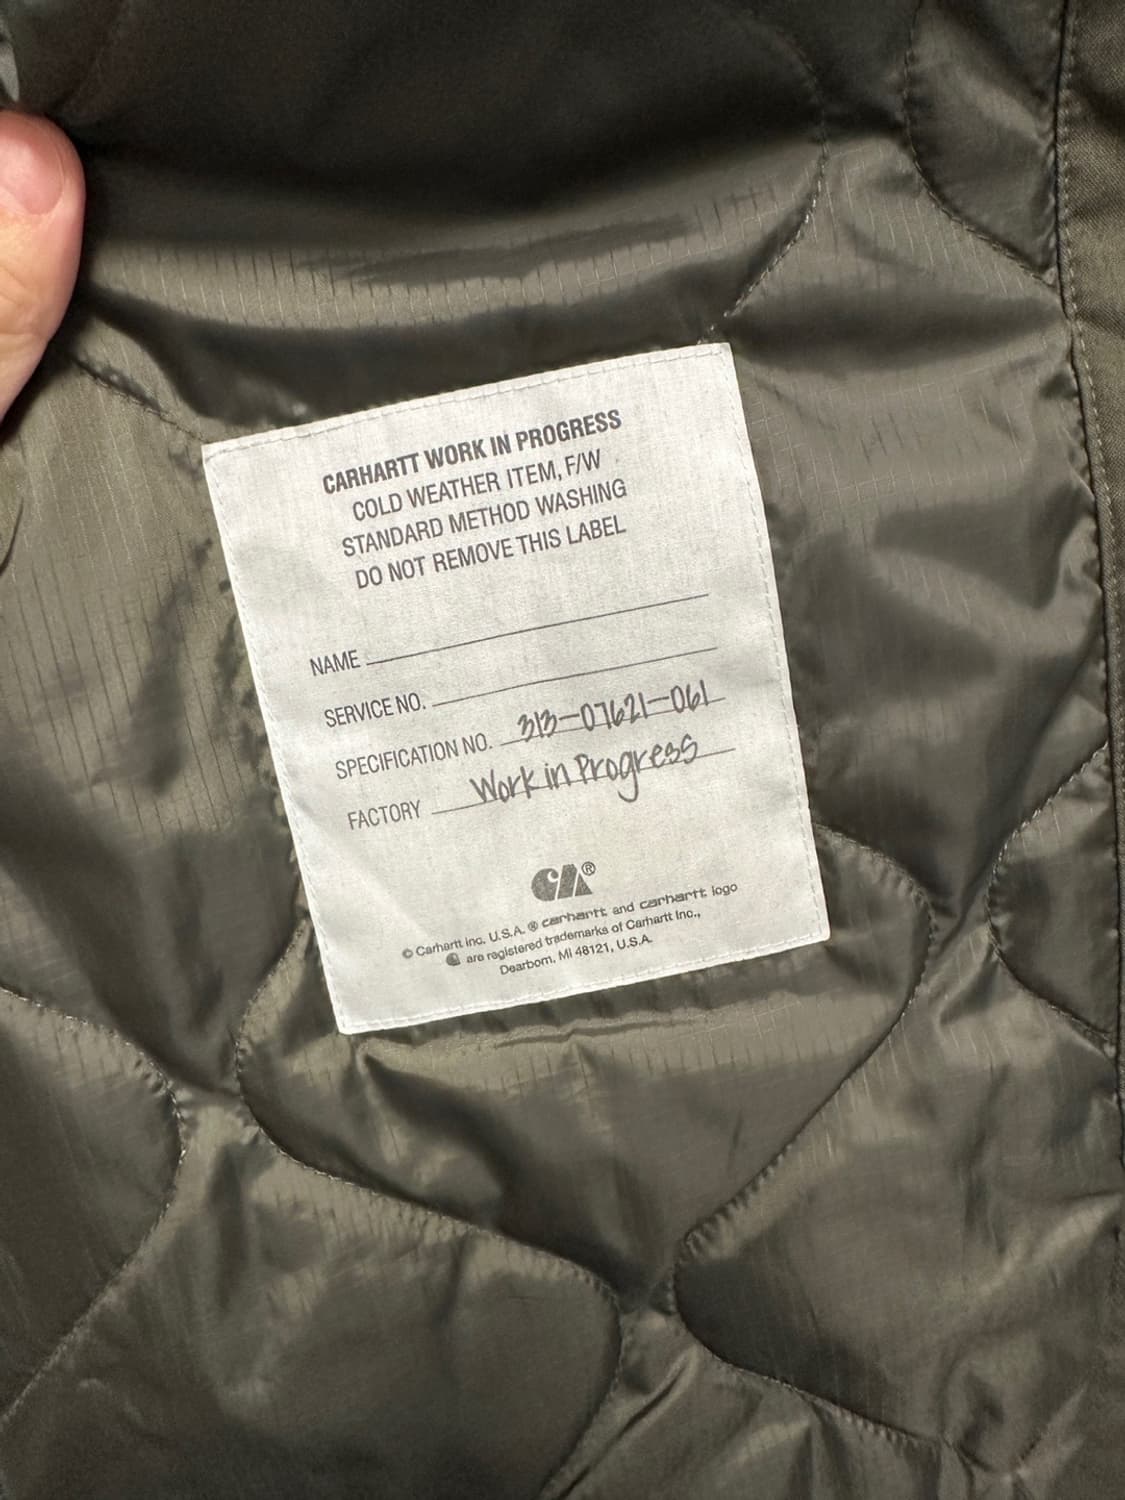 CARHARTT WORK IN PROGRESS
COLD WEATHER ITEM, F/W
STANDARD METHOD WASHING
DO NOT REMOVE THIS LABEL
NAME
SERVICE NO.
SPECIFICATION NO. 313-07621-061
FACTORY Work in Progress
®
© Carhartt Inc. U.S.A. ® carhartt and carhartt logo
are registered trademarks of Carhartt Inc.,
Dearborn, MI 48121, U.S.A.